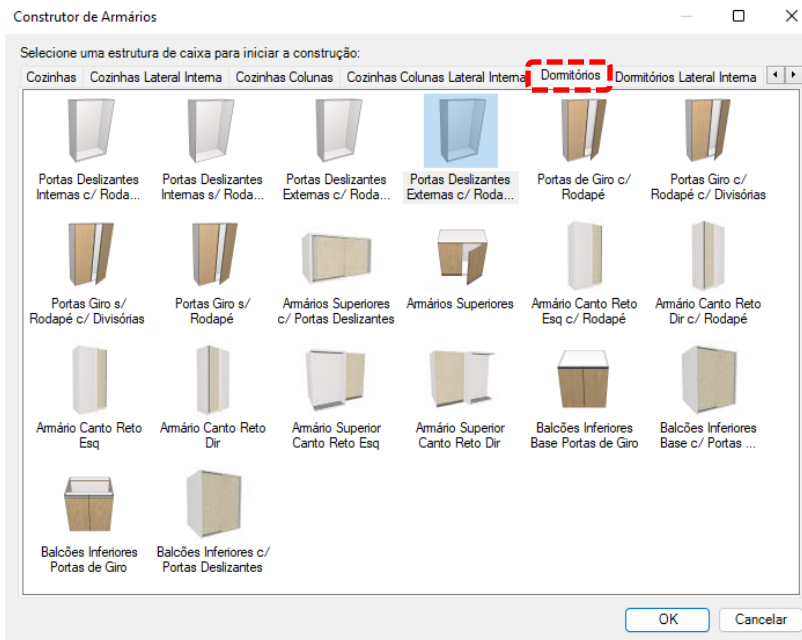 Construtor de Armários
Selecione uma estrutura de caixa para iniciar a construção:
Cozinhas Cozinhas Lateral Interna Cozinhas Colunas Cozinhas Colunas Lateral Interna Dormitórios Dormitórios Lateral Interna
Portas Deslizantes
Internas c/ Roda...
Portas Deslizantes
Internas s/ Roda...
Portas Deslizantes
Externas c/ Roda...
Portas Deslizantes
Externas c/ Roda...
Portas de Giro c/
Rodapé
Portas Giro c/
Rodapé c/ Divisórias
Portas Giro s/
Rodapé c/ Divisórias
Portas Giro s/
Rodapé
Armários Superiores
c/ Portas Deslizantes
Armários Superiores
Armário Canto Reto
Esq c/ Rodapé
Armário Canto Reto
Dir c/ Rodapé
Armário Canto Reto
Esq
Armário Canto Reto
Dir
Armário Superior
Canto Reto Esq
Armário Superior
Canto Reto Dir
Balcões Inferiores
Base Portas de Giro
Balcões Inferiores
Base c/ Portas ...
Balcões Inferiores
Portas de Giro
Balcões Inferiores c/
Portas Deslizantes
OK
Cancelar